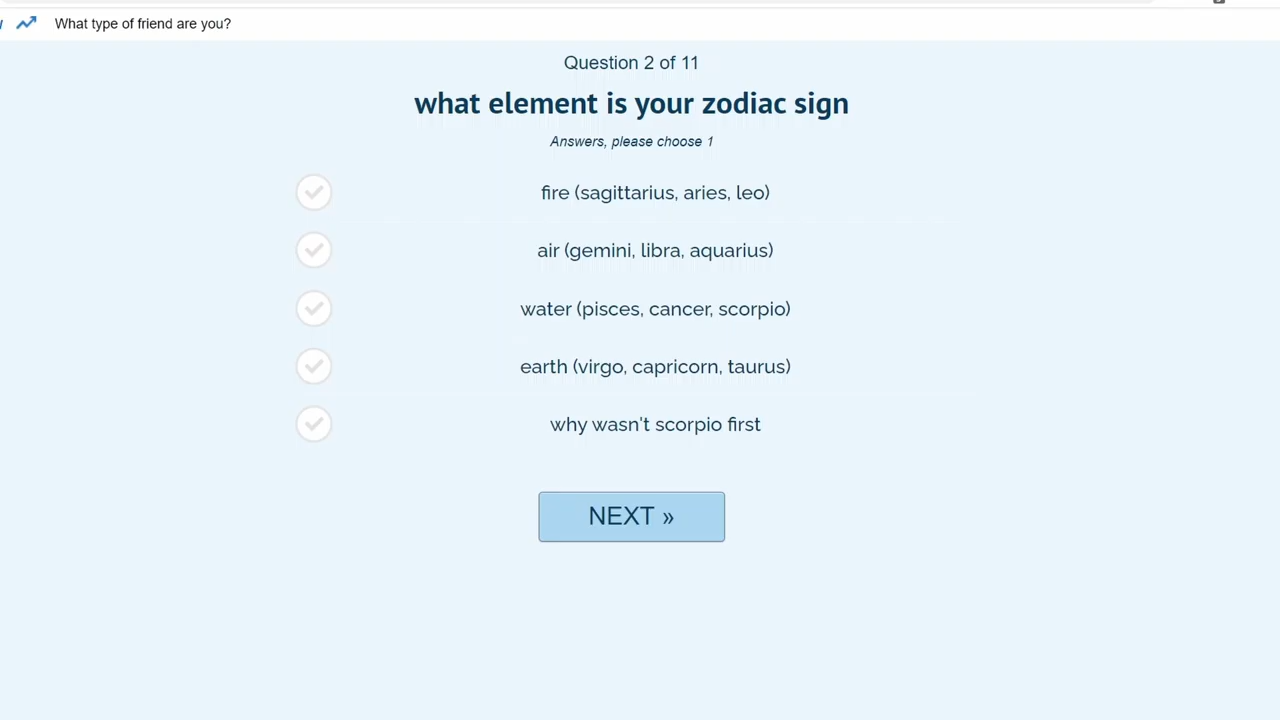 What type of friend are you?
Question 2 of 11
what element is your zodiac sign
Answers, please choose 1
fire (sagittarius, aries, leo)
air (gemini, libra, aquarius)
water (pisces, cancer, scorpio)
earth (virgo, capricorn, taurus)
why wasn't scorpio first
NEXT »